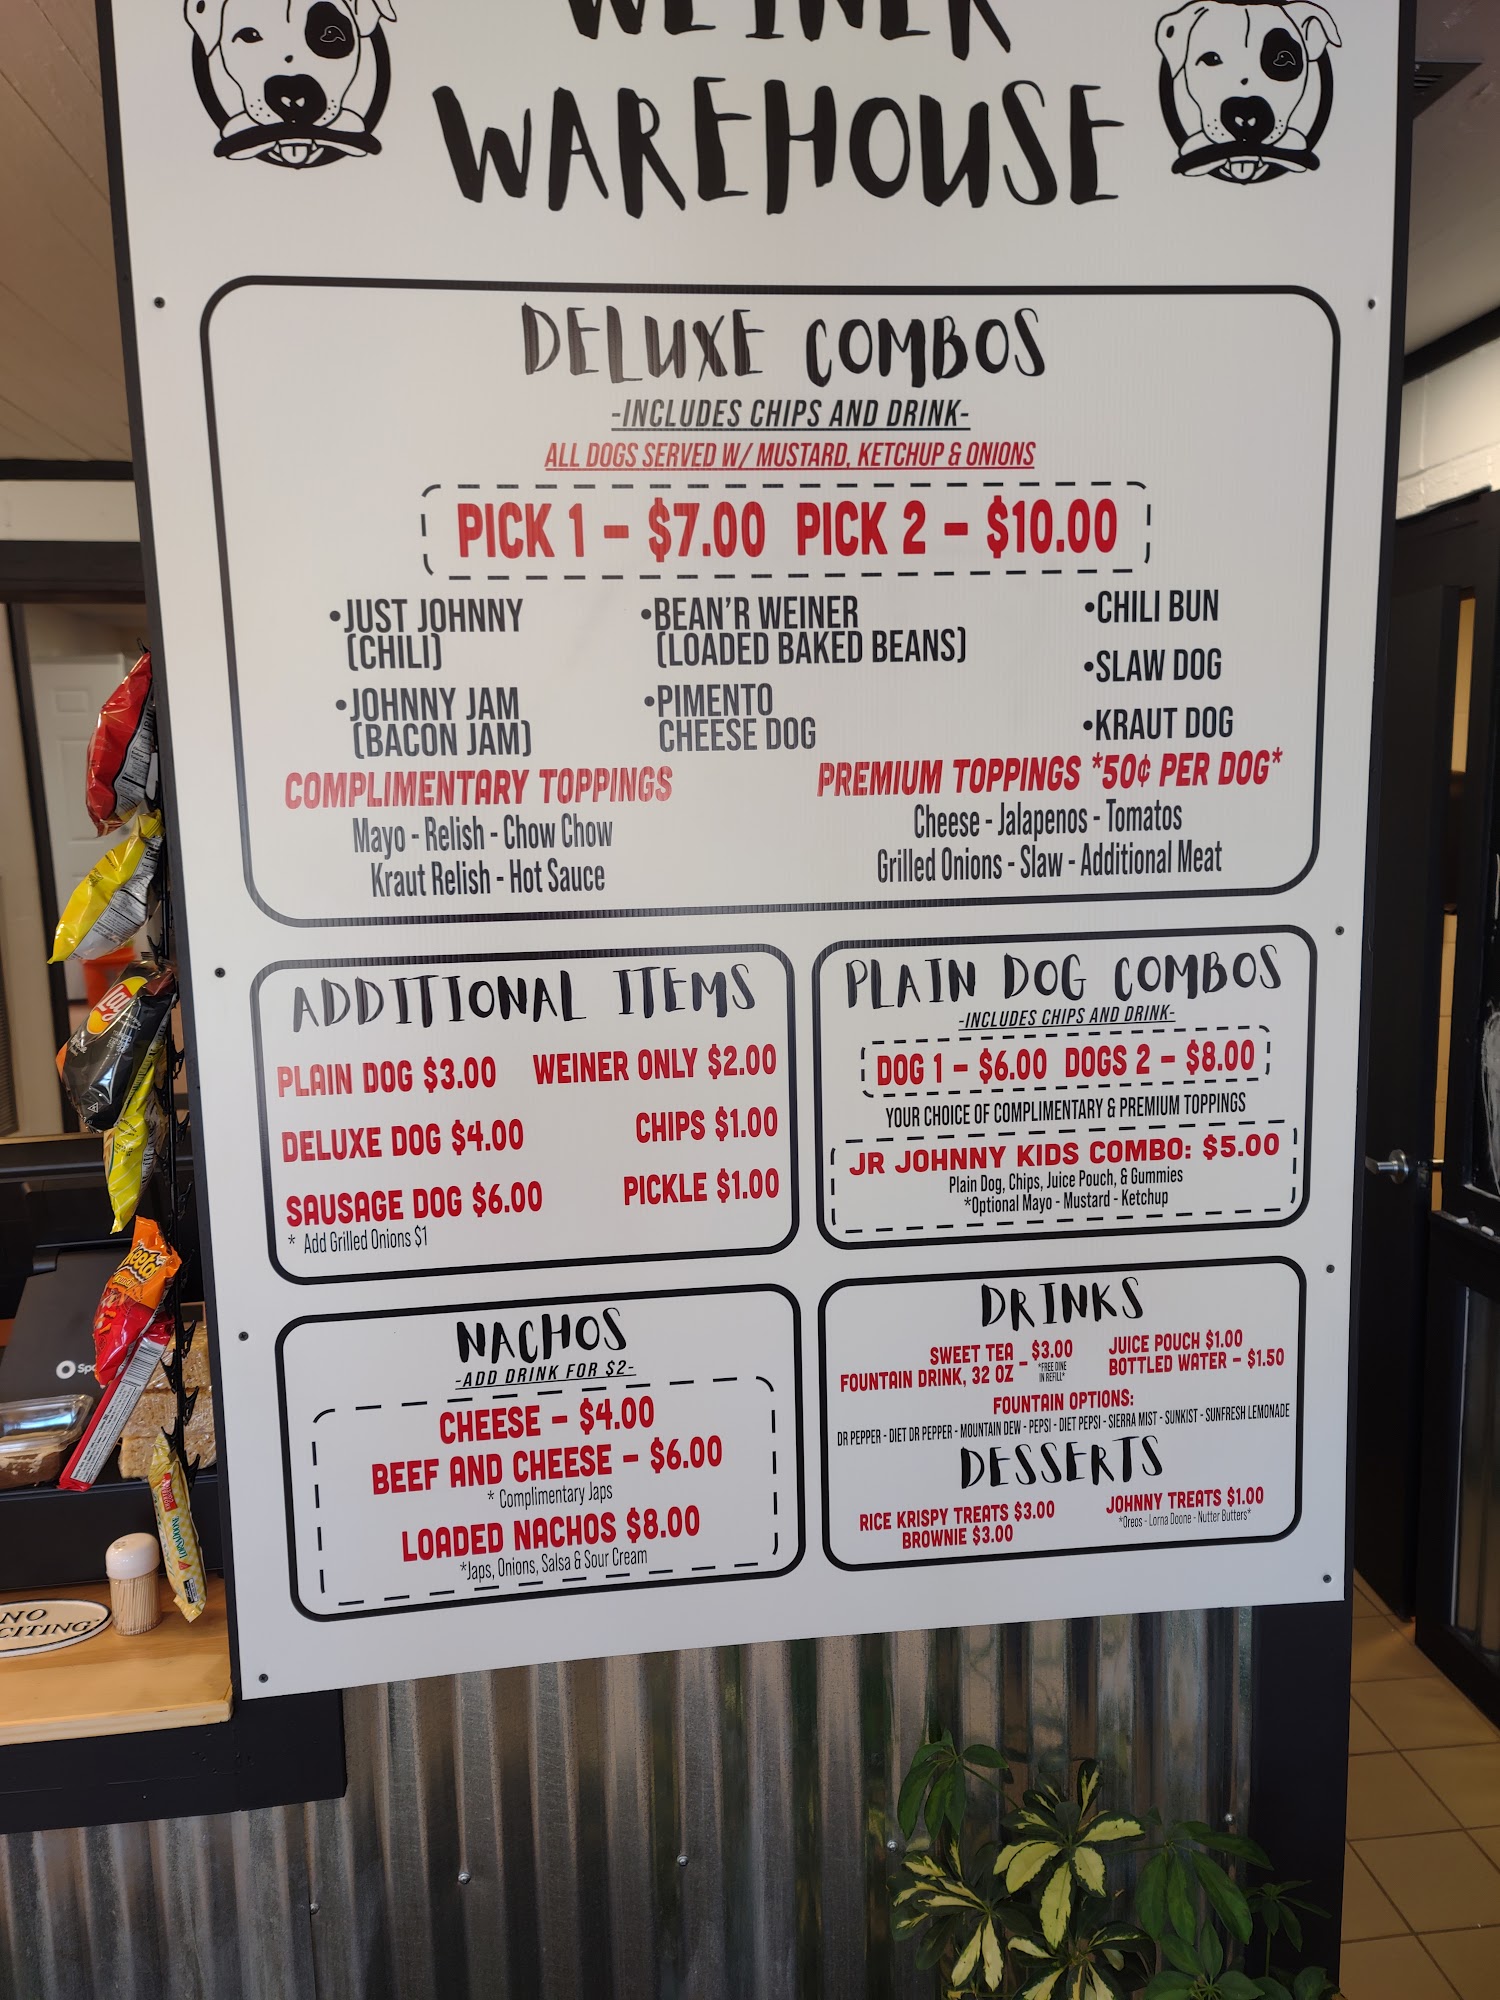 WEINER
WAREHOUSE
DELUXE COMBOS
-INCLUDES CHIPS AND DRINK-
ALL DOGS SERVED W/ MUSTARD, KETCHUP & ONIONS
PICK 1 - $7.00 PICK 2 - $10.00
•JUST JOHNNY
(CHILI)
•JOHNNY JAM
(BACON JAM)
•BEAN'R WEINER
(LOADED BAKED BEANS)
•PIMENTO
CHEESE DOG
•CHILI BUN
•SLAW DOG
•KRAUT DOG
COMPLIMENTARY TOPPINGS
Mayo - Relish - Chow Chow
Kraut Relish - Hot Sauce
PREMIUM TOPPINGS *50¢ PER DOG*
Cheese - Jalapenos - Tomatos
Grilled Onions - Slaw - Additional Meat
ADDITIONAL ITEMS
PLAIN DOG $3.00 WEINER ONLY $2.00
DELUXE DOG $4.00 CHIPS $1.00
SAUSAGE DOG $6.00 PICKLE $1.00
* Add Grilled Onions $1
PLAIN DOG COMBOS
-INCLUDES CHIPS AND DRINK-
DOG 1 - $6.00 DOGS 2 - $8.00
YOUR CHOICE OF COMPLIMENTARY & PREMIUM TOPPINGS
JR JOHNNY KIDS COMBO: $5.00
Plain Dog, Chips, Juice Pouch, & Gummies
*Optional Mayo - Mustard - Ketchup
NACHOS
-ADD DRINK FOR $2-
CHEESE - $4.00
BEEF AND CHEESE - $6.00
* Complimentary Japs
LOADED NACHOS $8.00
*Japs, Onions, Salsa & Sour Cream
DRINKS
SWEET TEA
FOUNTAIN DRINK, 32 OZ - $3.00
*FREE DINE
IN REFILL*
JUICE POUCH $1.00
BOTTLED WATER - $1.50
FOUNTAIN OPTIONS:
DR PEPPER - DIET DR PEPPER - MOUNTAIN DEW - PEPSI - DIET PEPSI - SIERRA MIST - SUNKIST - SUNFRESH LEMONADE
DESSERTS
RICE KRISPY TREATS $3.00
BROWNIE $3.00
JOHNNY TREATS $1.00
*Oreos - Lorna Doone - Nutter Butters*
Lay's
NO
CITING